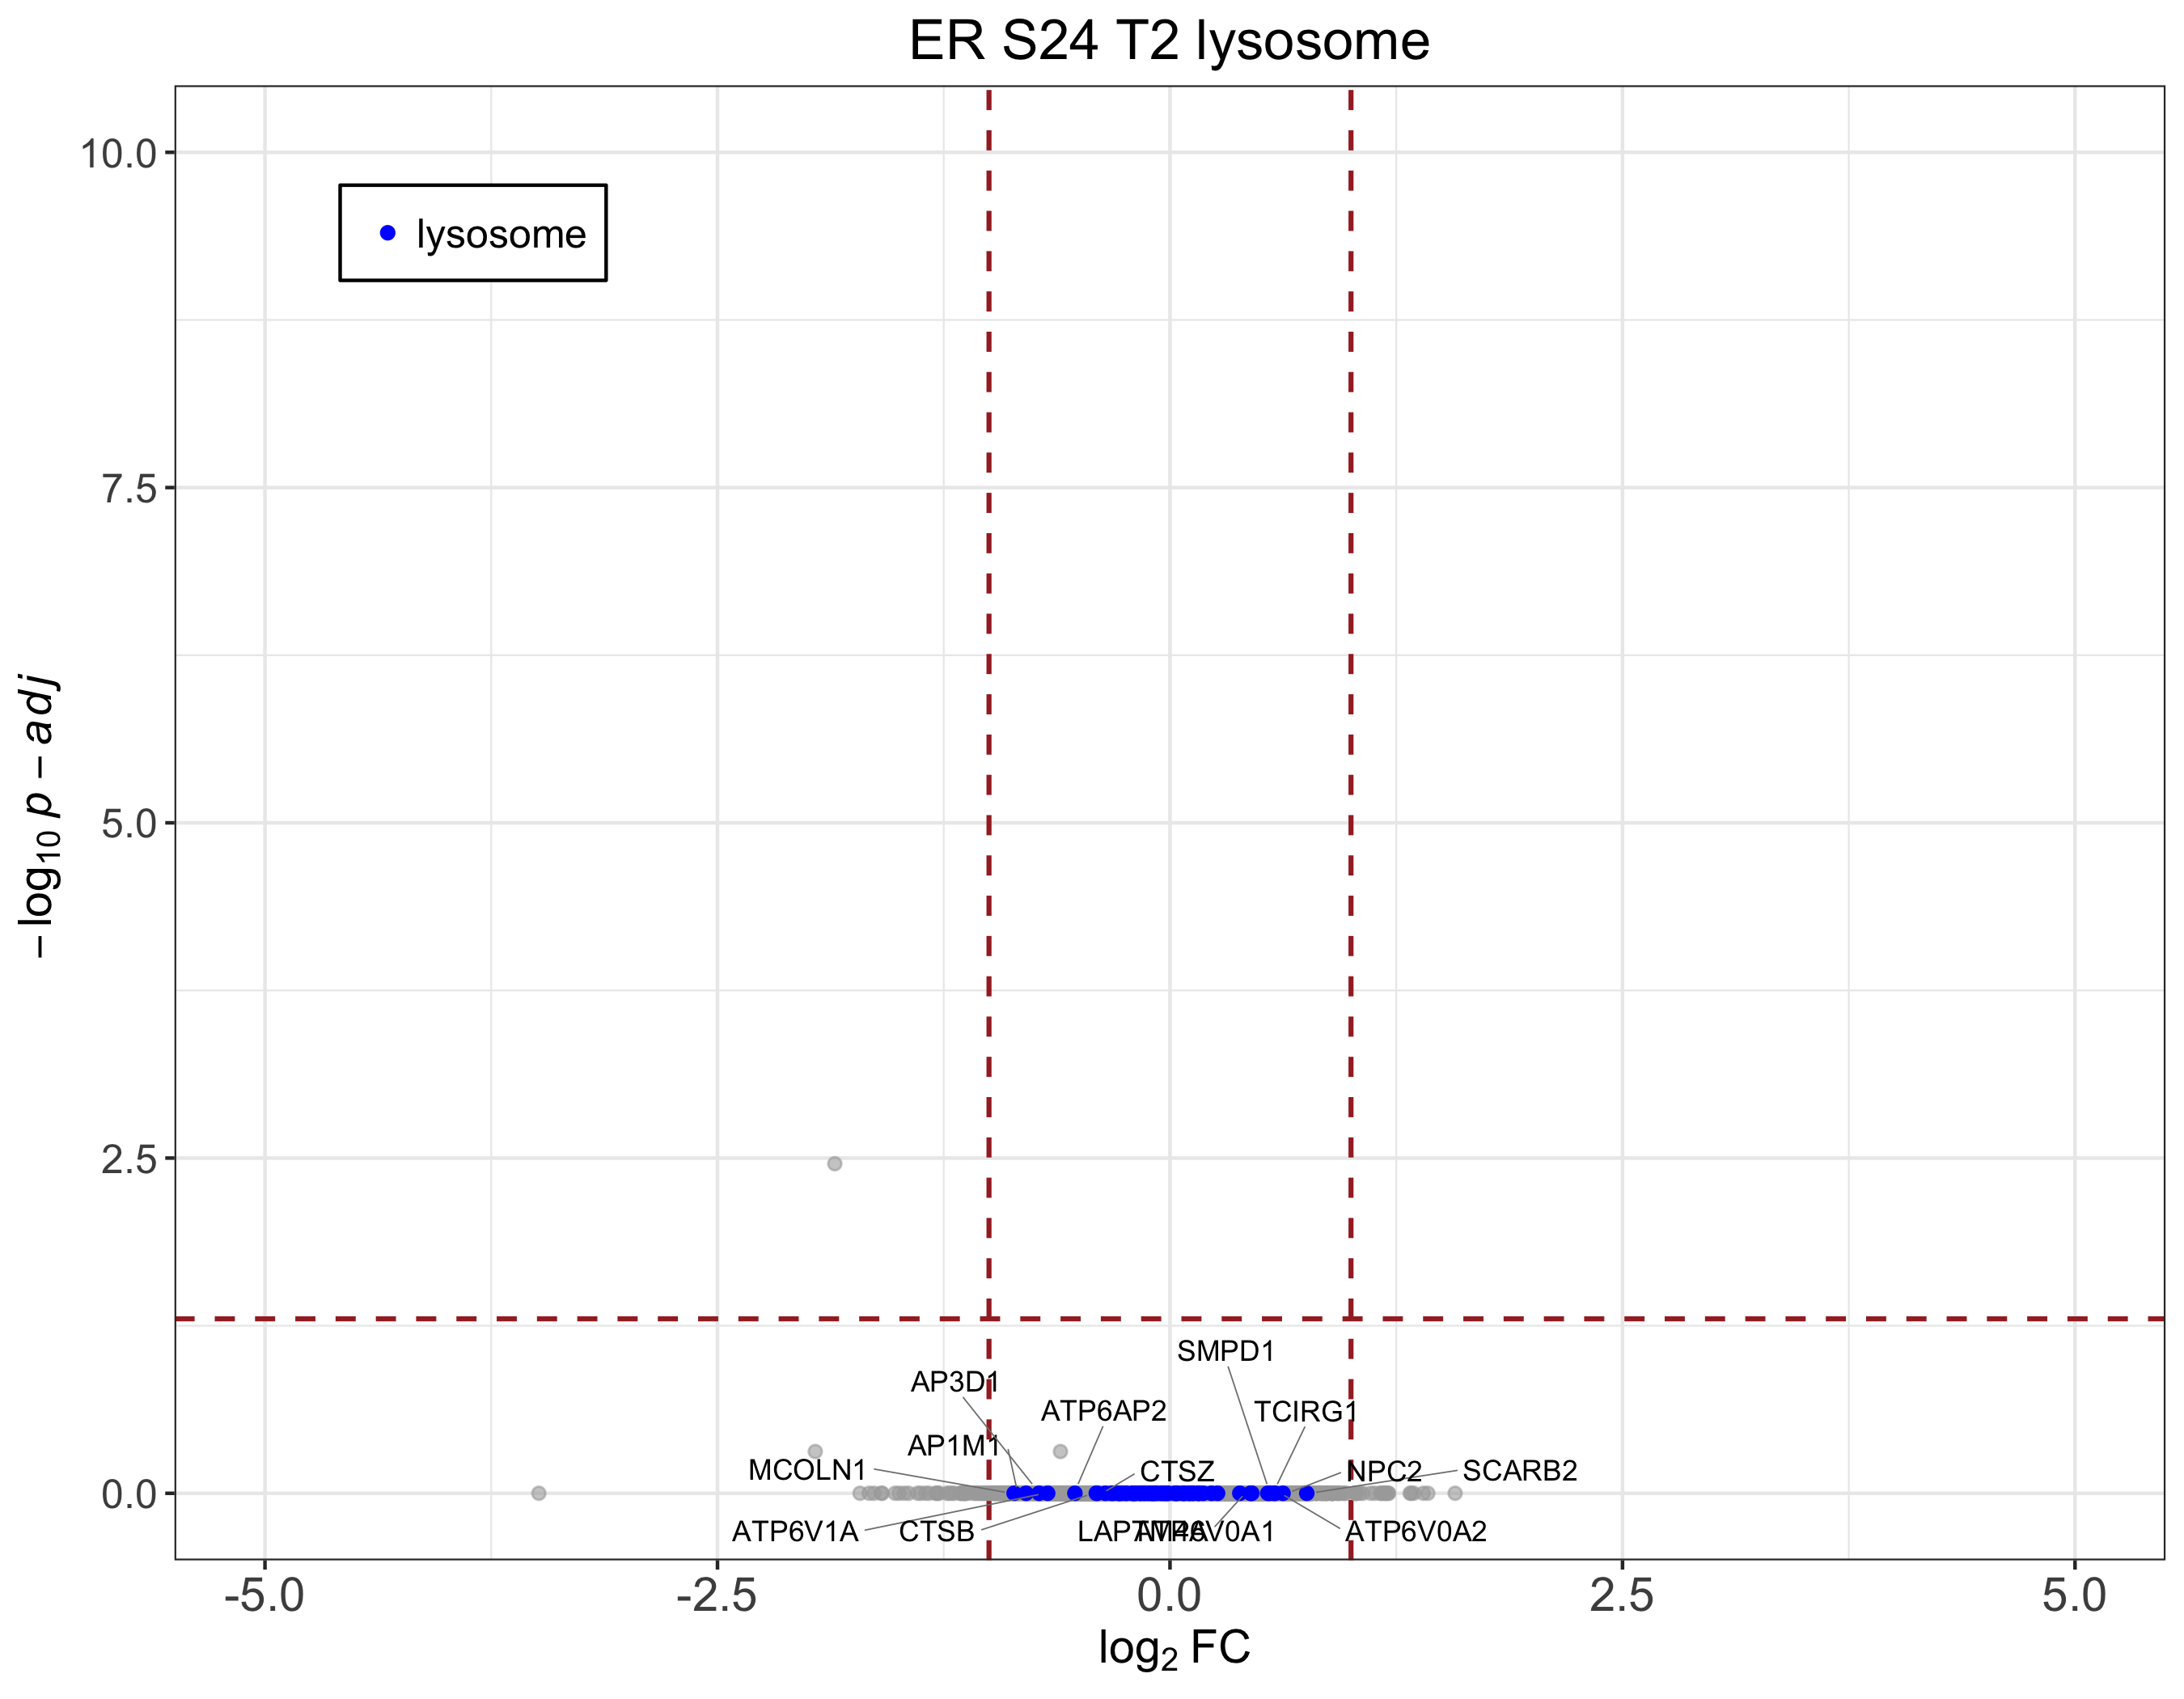 ER S24 T2 lysosome
10.0
lysosome
7.5
−log10 p − adj
5.0
2.5
SMPD1
AP3D1
ATP6AP2
TCIRG1
AP1M1
MCOLN1
CTSZ
NPC2
SCARB2
0.0
ATP6V1A
CTSB
LAPTM4A
ATP6V0A1
ATP6V0A2
-5.0
-2.5
0.0
2.5
5.0
log2 FC